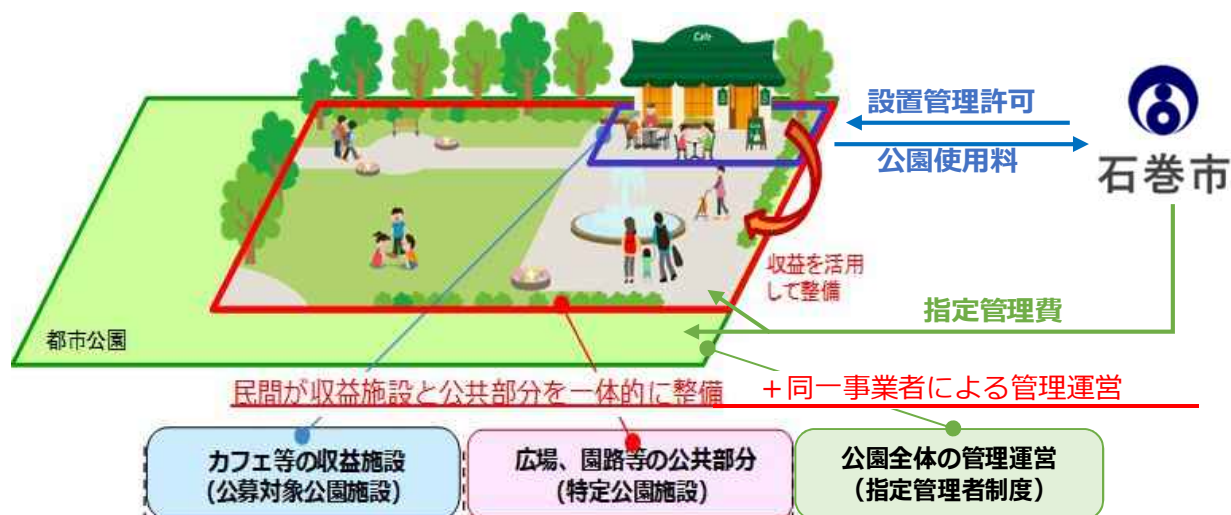 Cafe
設置管理許可
公園使用料
石巻市
収益を活用
して整備
指定管理費
都市公園
民間が収益施設と公共部分を一体的に整備
＋同一事業者による管理運営
カフェ等の収益施設
(公募対象公園施設)
広場、園路等の公共部分
(特定公園施設)
公園全体の管理運営
（指定管理者制度）